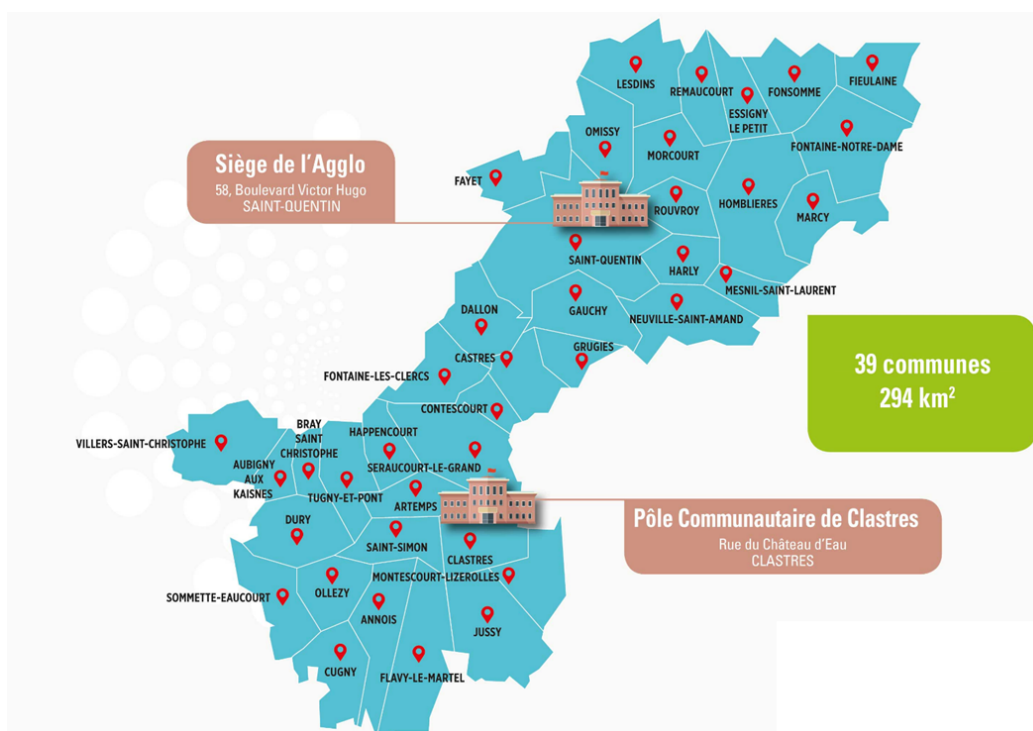 LESDINS
REMAUCOURT
ESSIGNY
LE PETIT
FONSOMME
FIEULAINE
OMISSY
MORCOURT
FONTAINE-NOTRE-DAME
Siège de l'Agglo
58, Boulevard Victor Hugo
SAINT-QUENTIN
FAYET
ROUVROY
HOMBLIERES
MARCY
SAINT-QUENTIN
HARLY
MESNIL-SAINT-LAURENT
GAUCHY
NEUVILLE-SAINT-AMAND
DALLON
GRUGIES
CASTRES
FONTAINE-LES-CLERCS
39 communes
294 km²
CONTESCOURT
VILLERS-SAINT-CHRISTOPHE
BRAY
SAINT
CHRISTOPHE
HAPPENCOURT
SERAUCOURT-LE-GRAND
AUBIGNY
AUX
KAISNES
TUGNY-ET-PONT
ARTEMPS
DURY
SAINT-SIMON
CLASTRES
Pôle Communautaire de Clastres
Rue du Château d'Eau
CLASTRES
MONTESCOURT-LIZEROLLES
OLLEZY
SOMMETTE-EAUCOURT
ANNOIS
JUSSY
CUGNY
FLAVY-LE-MARTEL